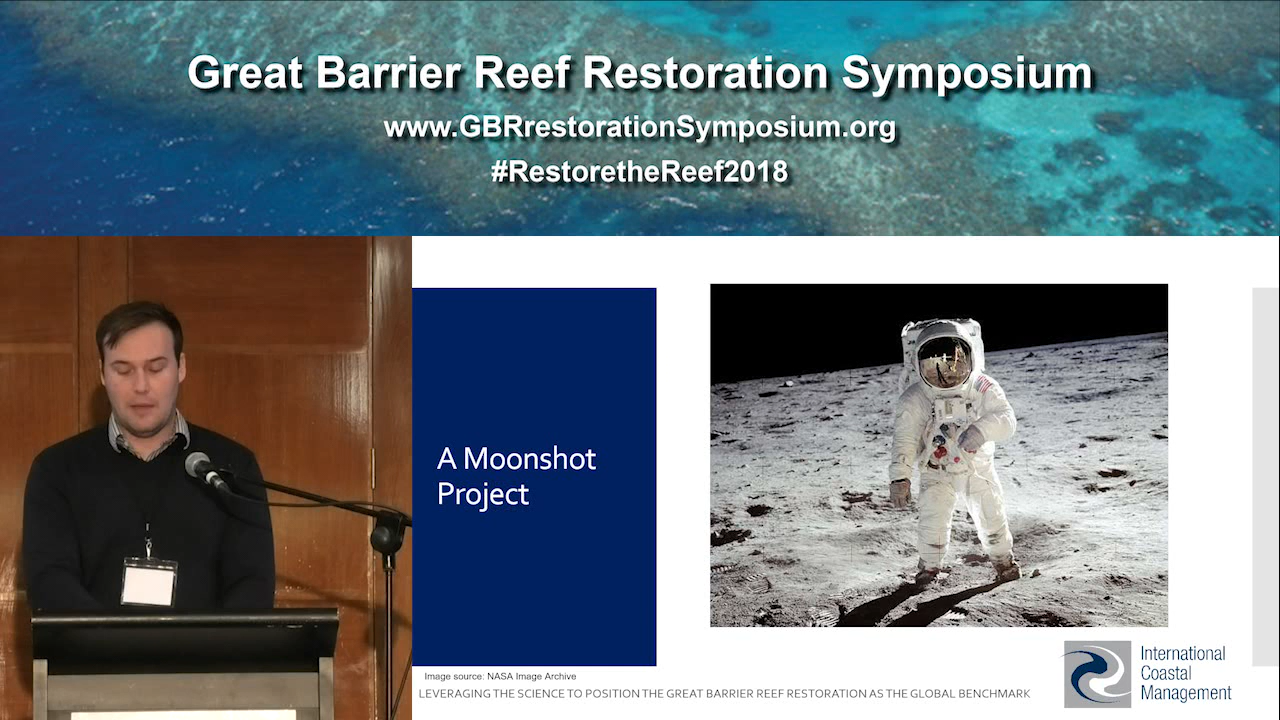 Great Barrier Reef Restoration Symposium
www.GBRrestorationSymposium.org
#RestoretheReef2018
A Moonshot
Project
Image source: NASA Image Archive
LEVERAGING THE SCIENCE TO POSITION THE GREAT BARRIER REEF RESTORATION AS THE GLOBAL BENCHMARK
International
Coastal
Management